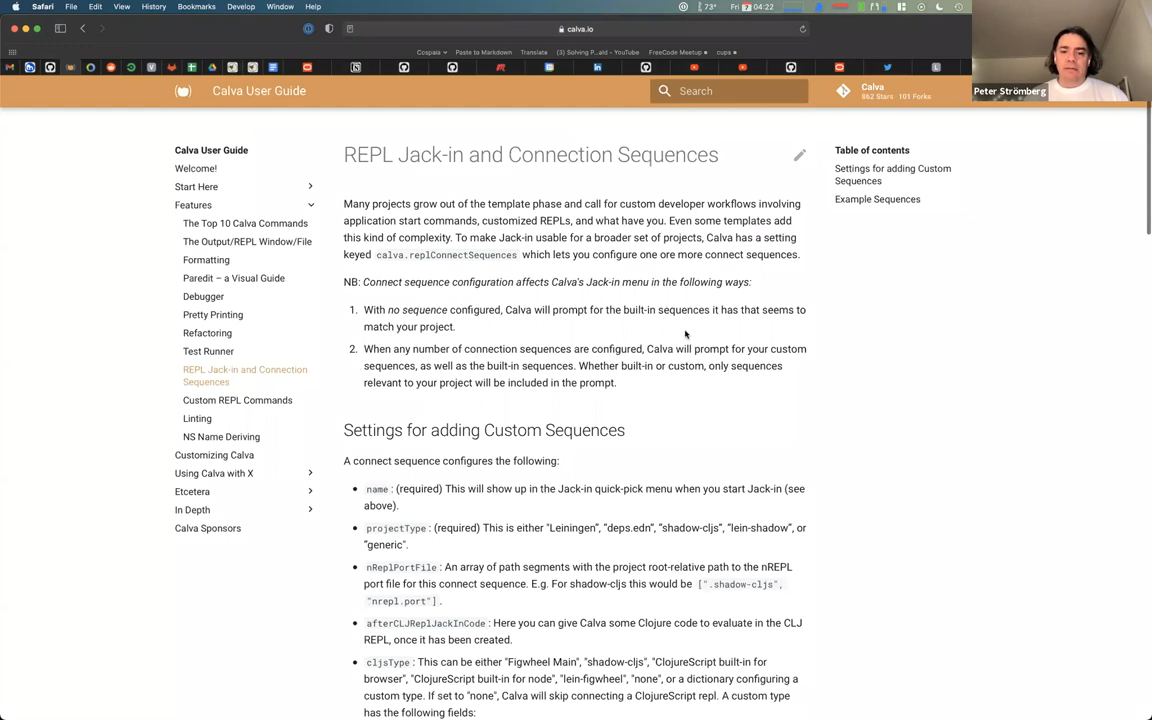 Safari File Edit View History Bookmarks Develop Window Help
73° Fri 7 04:22
calva.io
Cospaia Paste to Markdown Translate (3) Solving P...ald - YouTube FreeCode Meetup cups
Calva User Guide
Search
Calva
862 Stars · 101 Forks
Peter Strömberg
Calva User Guide
Welcome!
Start Here
Features
The Top 10 Calva Commands
The Output/REPL Window/File
Formatting
Paredit – a Visual Guide
Debugger
Pretty Printing
Refactoring
Test Runner
REPL Jack-in and Connection
Sequences
Custom REPL Commands
Linting
NS Name Deriving
Customizing Calva
Using Calva with X
Etcetera
In Depth
Calva Sponsors
REPL Jack-in and Connection Sequences
Many projects grow out of the template phase and call for custom developer workflows involving
application start commands, customized REPLs, and what have you. Even some templates add
this kind of complexity. To make Jack-in usable for a broader set of projects, Calva has a setting
keyed calva.replConnectSequences which lets you configure one ore more connect sequences.
NB: Connect sequence configuration affects Calva's Jack-in menu in the following ways:
1. With no sequence configured, Calva will prompt for the built-in sequences it has that seems to
match your project.
2. When any number of connection sequences are configured, Calva will prompt for your custom
sequences, as well as the built-in sequences. Whether built-in or custom, only sequences
relevant to your project will be included in the prompt.
Settings for adding Custom Sequences
A connect sequence configures the following:
• name : (required) This will show up in the Jack-in quick-pick menu when you start Jack-in (see
above).
• projectType : (required) This is either "Leiningen”, ”deps.edn”, ”shadow-cljs”, ”lein-shadow”, or
”generic".
• nReplPortFile : An array of path segments with the project root-relative path to the nREPL
port file for this connect sequence. E.g. For shadow-cljs this would be [".shadow-cljs",
"nrepl.port"] .
• afterCLJReplJackInCode : Here you can give Calva some Clojure code to evaluate in the CLJ
REPL, once it has been created.
• cljsType : This can be either "Figwheel Main", "shadow-cljs", "ClojureScript built-in for
browser", "ClojureScript built-in for node", "lein-figwheel", "none", or a dictionary configuring a
custom type. If set to "none", Calva will skip connecting a ClojureScript repl. A custom type
has the following fields:
Table of contents
Settings for adding Custom
Sequences
Example Sequences